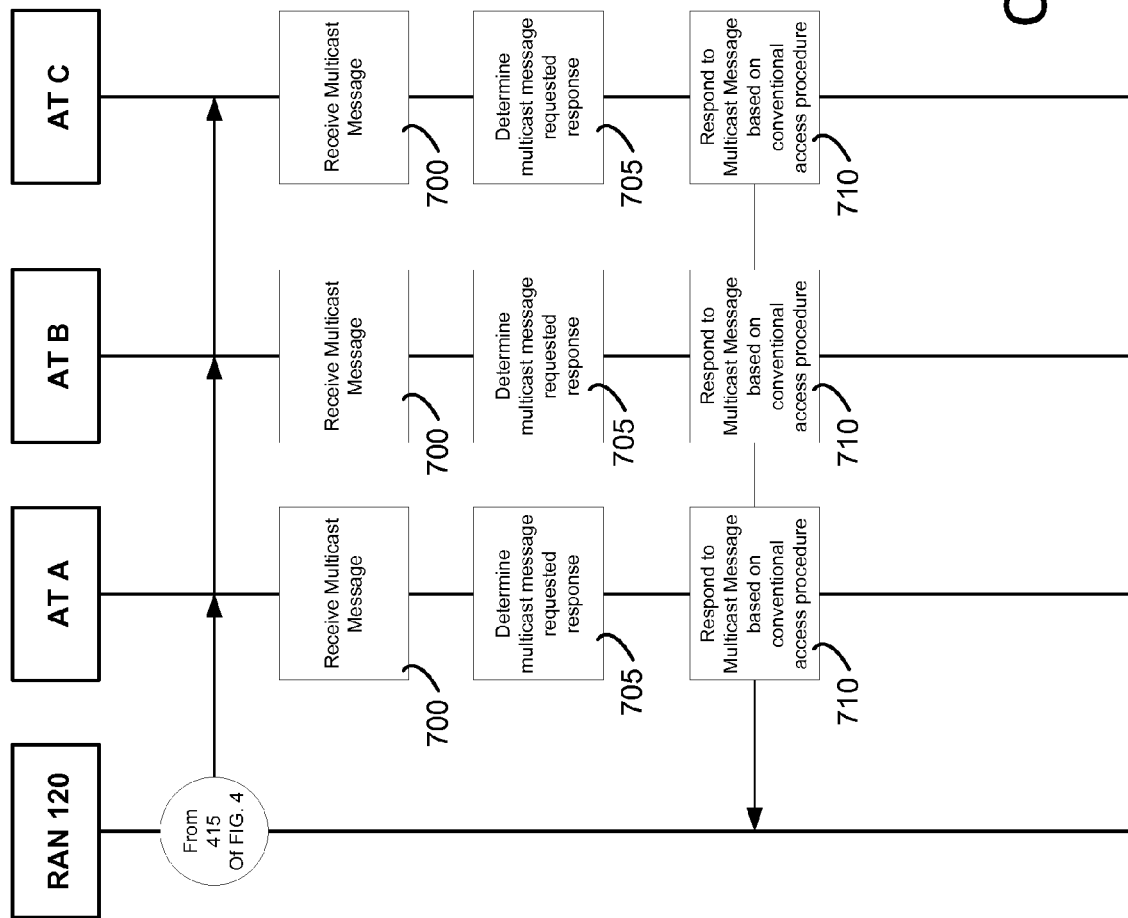 RAN 120
AT A
AT B
AT C
From
415
Of FIG. 4
Receive Multicast
Message
700
Receive Multicast
Message
700
Receive Multicast
Message
700
Determine
multicast message
requested
response
705
Determine
multicast message
requested
response
705
Determine
multicast message
requested
response
705
Respond to
Multicast Message
based on
conventional
access procedure
710
Respond to
Multicast Message
based on
conventional
access procedure
710
Respond to
Multicast Message
based on
conventional
access procedure
710